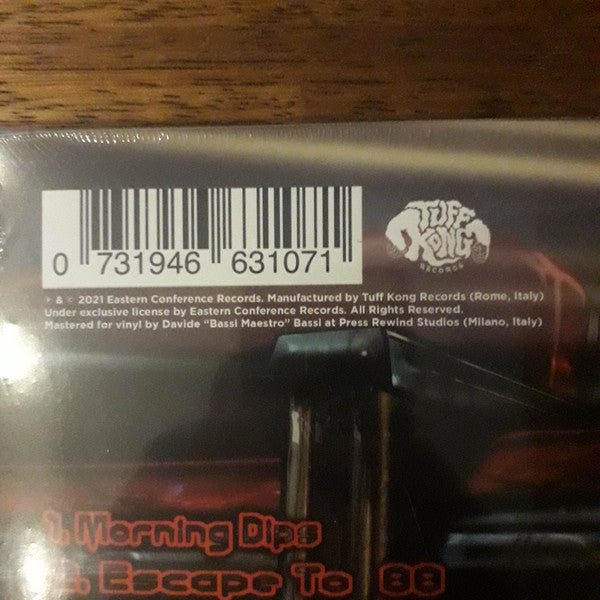 0 731946 631071
TUFF
KONG
RECORDS
℗ & © 2021 Eastern Conference Records. Manufactured by Tuff Kong Records (Rome, Italy)
Under exclusive license by Eastern Conference Records. All Rights Reserved.
Mastered for vinyl by Davide "Bassi Maestro" Bassi at Press Rewind Studios (Milano, Italy)
1. Morning Dips
2. Escape To 88